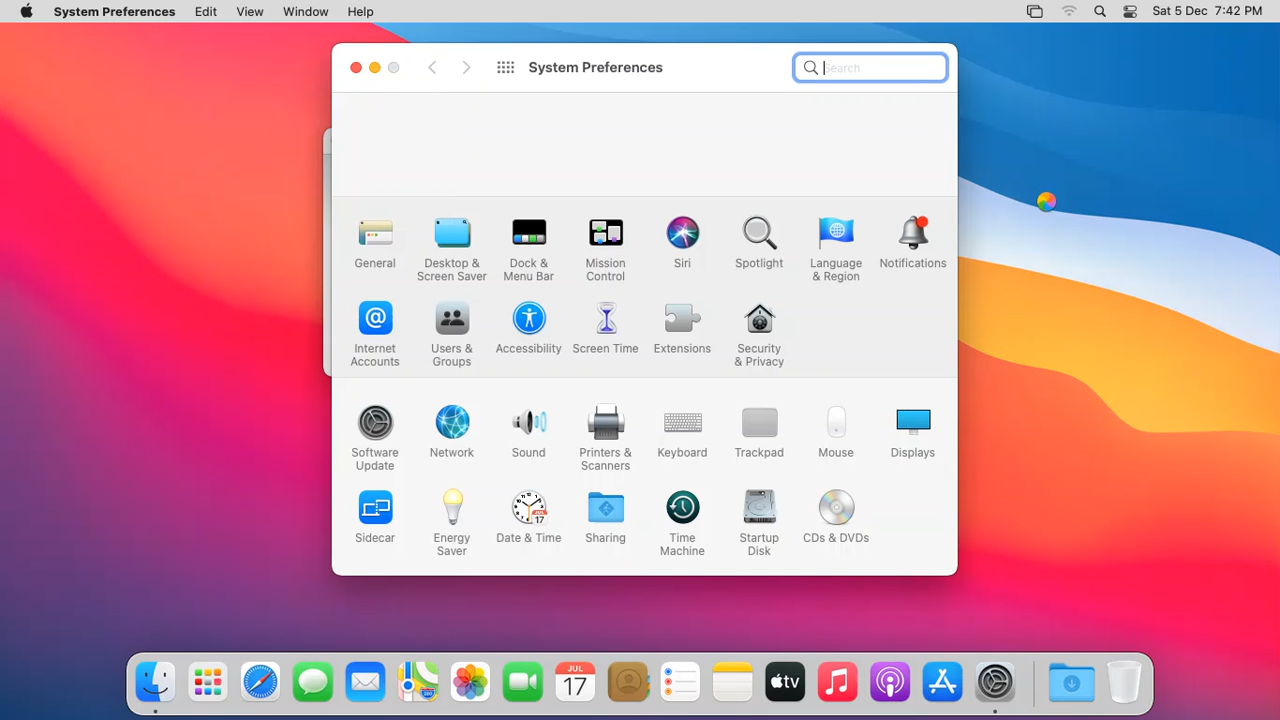 System Preferences Edit View Window Help Sat 5 Dec 7:42 PM
System Preferences Search
General Desktop & Screen Saver Dock & Menu Bar Mission Control Siri Spotlight Language & Region Notifications
Internet Accounts Users & Groups Accessibility Screen Time Extensions Security & Privacy
Software Update Network Sound Printers & Scanners Keyboard Trackpad Mouse Displays
Sidecar Energy Saver Date & Time Sharing Time Machine Startup Disk CDs & DVDs
JUL
17
JUL
17
tv